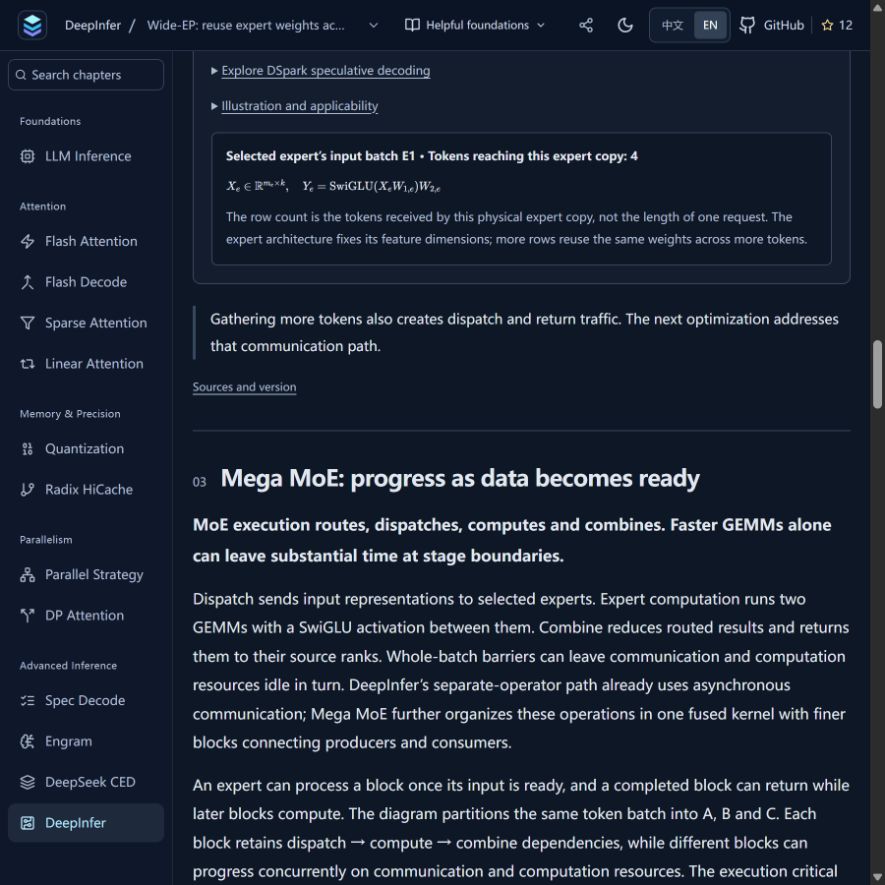 DeepInfer / Wide-EP: reuse expert weights ac...
Helpful foundations
中文 EN
GitHub
12
Search chapters
Foundations
LLM Inference
Attention
Flash Attention
Flash Decode
Sparse Attention
Linear Attention
Memory & Precision
Quantization
Radix HiCache
Parallelism
Parallel Strategy
DP Attention
Advanced Inference
Spec Decode
Engram
DeepSeek CED
DeepInfer
▸ Explore DSpark speculative decoding
▸ Illustration and applicability
Selected expert's input batch E1 • Tokens reaching this expert copy: 4
Xₑ ∈ ℝ^{mₑ×k}, Yₑ = SwiGLU(XₑW₁,ₑ)W₂,ₑ
The row count is the tokens received by this physical expert copy, not the length of one request. The
expert architecture fixes its feature dimensions; more rows reuse the same weights across more tokens.
Gathering more tokens also creates dispatch and return traffic. The next optimization addresses
that communication path.
Sources and version
03 Mega MoE: progress as data becomes ready
MoE execution routes, dispatches, computes and combines. Faster GEMMs alone
can leave substantial time at stage boundaries.
Dispatch sends input representations to selected experts. Expert computation runs two
GEMMs with a SwiGLU activation between them. Combine reduces routed results and returns
them to their source ranks. Whole-batch barriers can leave communication and computation
resources idle in turn. DeepInfer's separate-operator path already uses asynchronous
communication; Mega MoE further organizes these operations in one fused kernel with finer
blocks connecting producers and consumers.
An expert can process a block once its input is ready, and a completed block can return while
later blocks compute. The diagram partitions the same token batch into A, B and C. Each
block retains dispatch → compute → combine dependencies, while different blocks can
progress concurrently on communication and computation resources. The execution critical